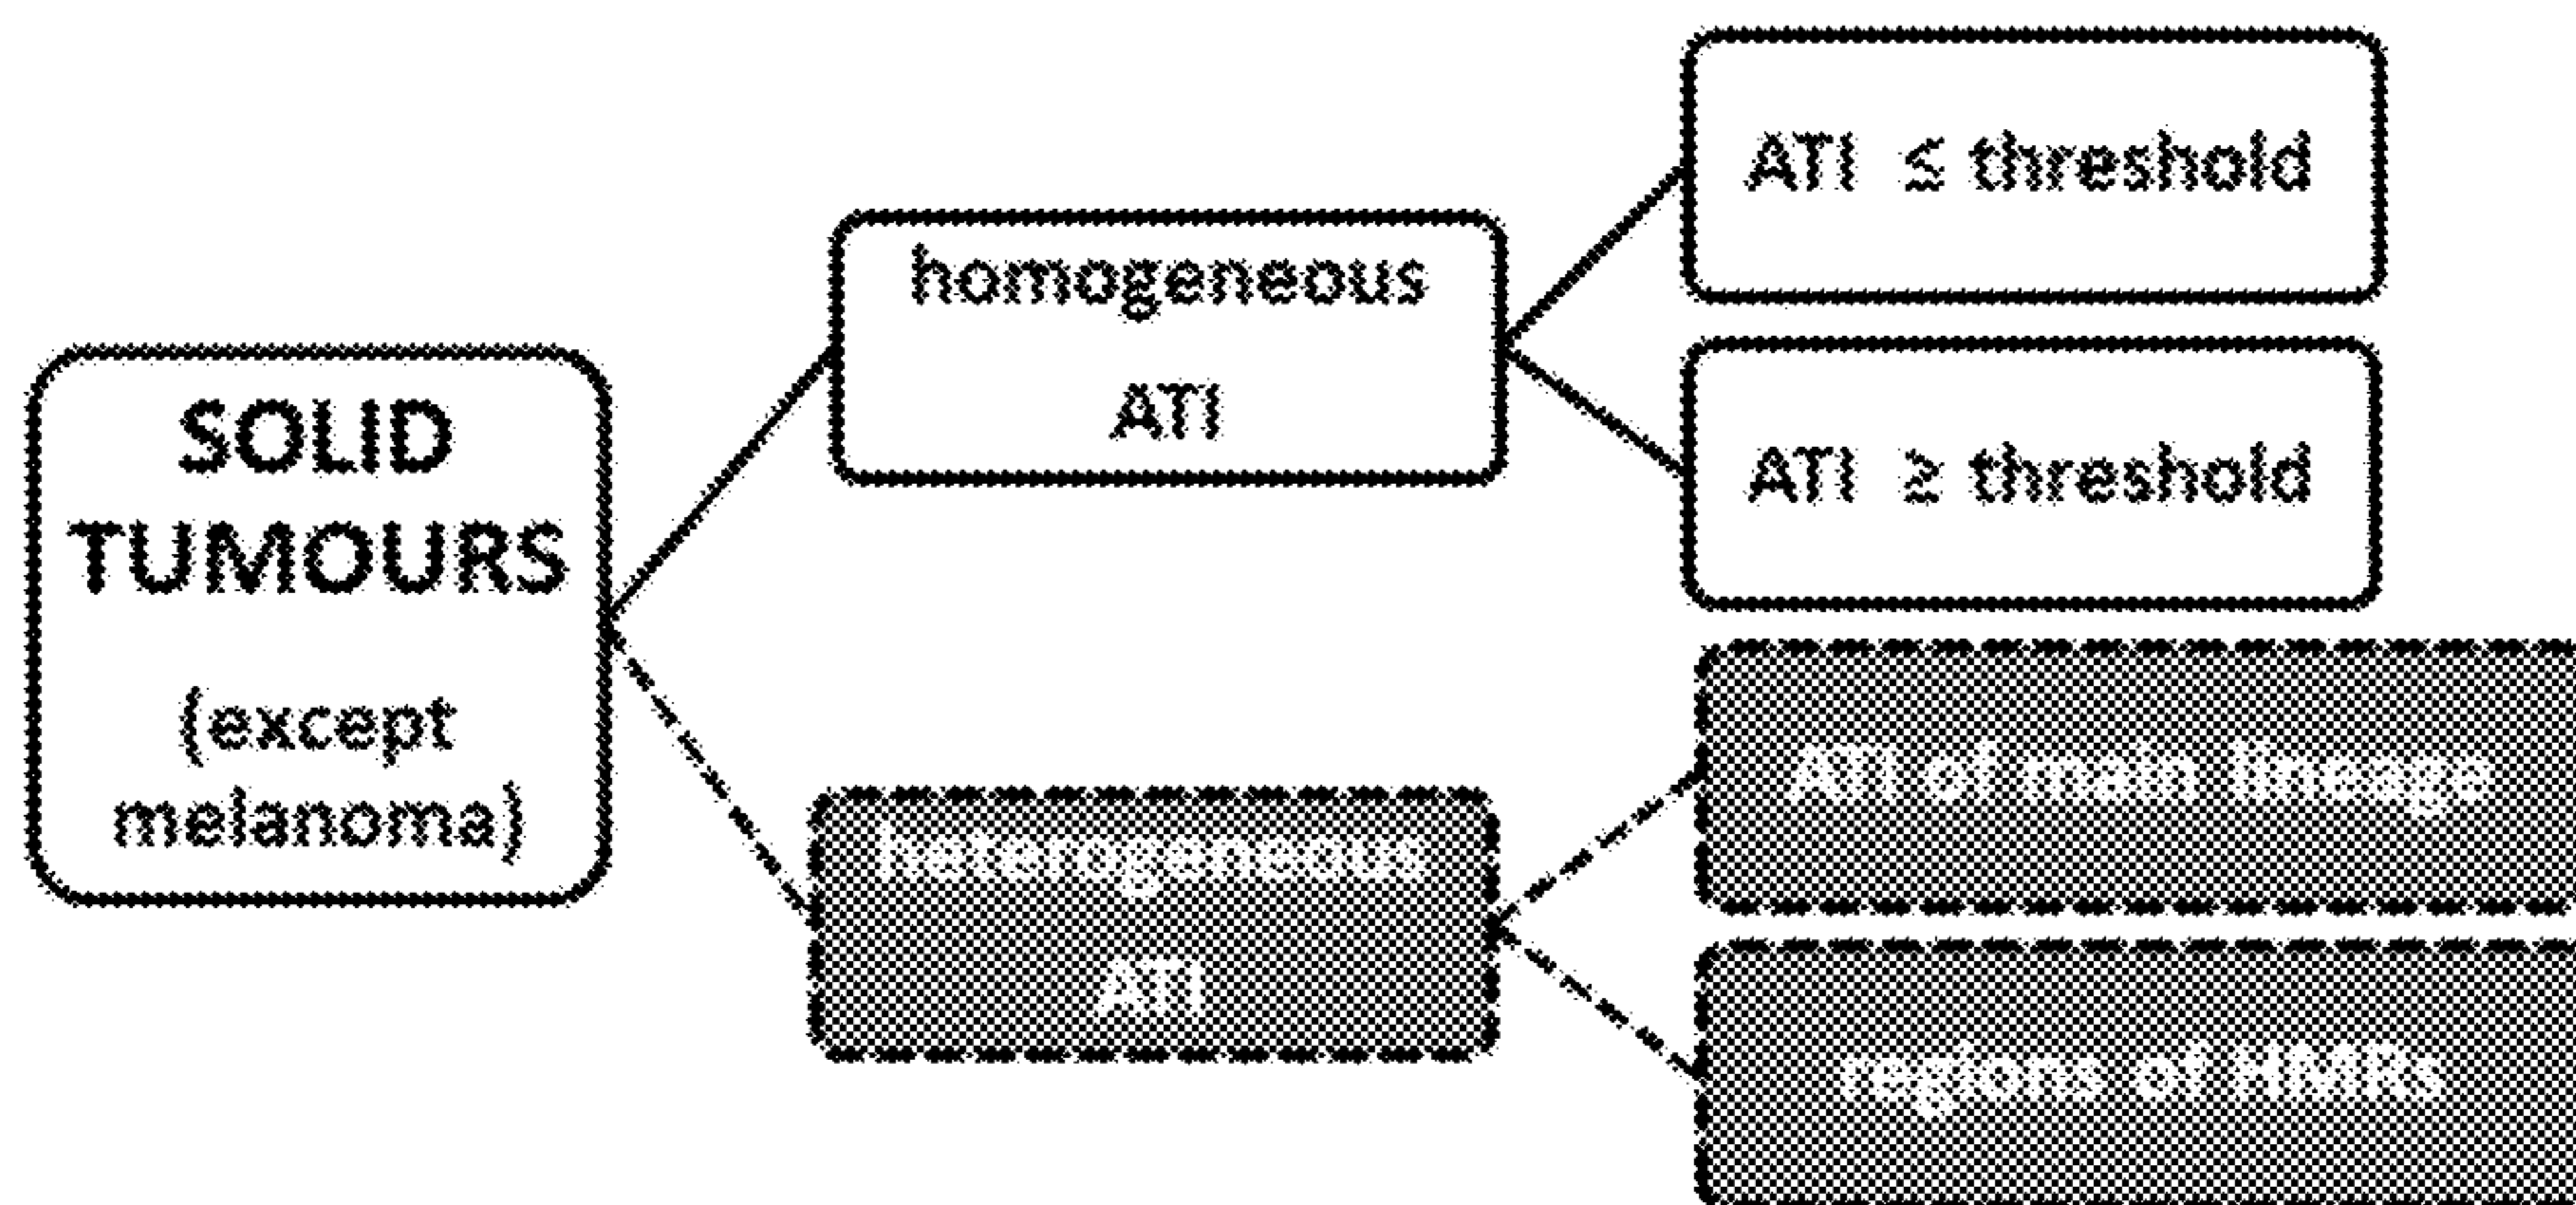 SOLID
TUMOURS
(except
melanoma)
homogeneous
ATI
heterogeneous
ATI
ATI ≤ threshold
ATI ≥ threshold
ATI of main lineage
regions of HMRs